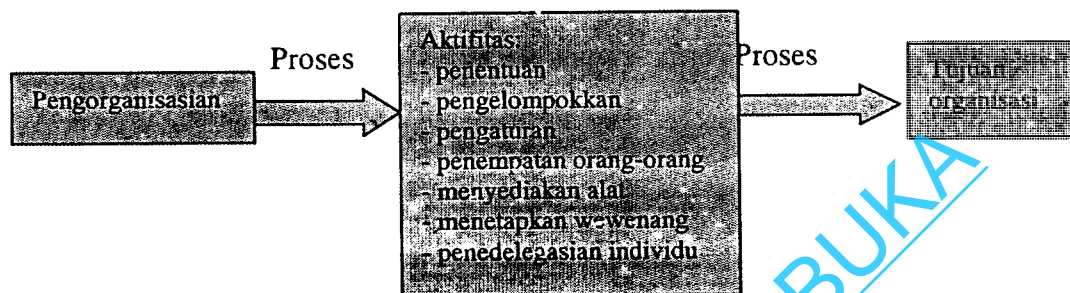 Pengorganisasian
Proses
Aktifitas:
- penentuan
- pengelompokkan
- pengaturan
- penempatan orang-orang
- menyediakan alat
- menetapkan wewenang
- penedelegasian individu
Proses
Tujuan
organisasi
BUKA